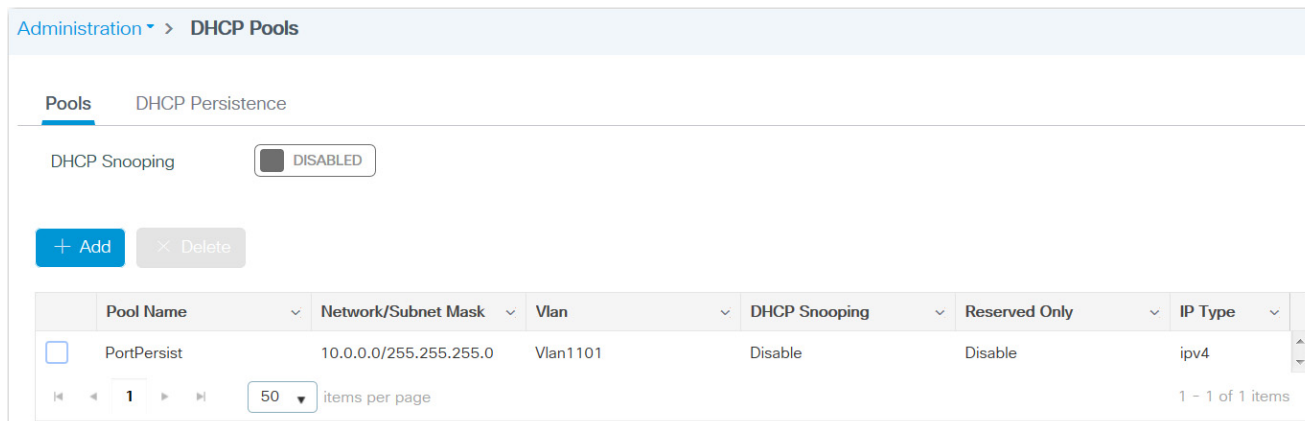 Administration > DHCP Pools
Pools DHCP Persistence
DHCP Snooping DISABLED
+ Add × Delete
Pool Name Network/Subnet Mask Vlan DHCP Snooping Reserved Only IP Type
PortPersist 10.0.0.0/255.255.255.0 Vlan1101 Disable Disable ipv4
1 50 items per page 1 - 1 of 1 items